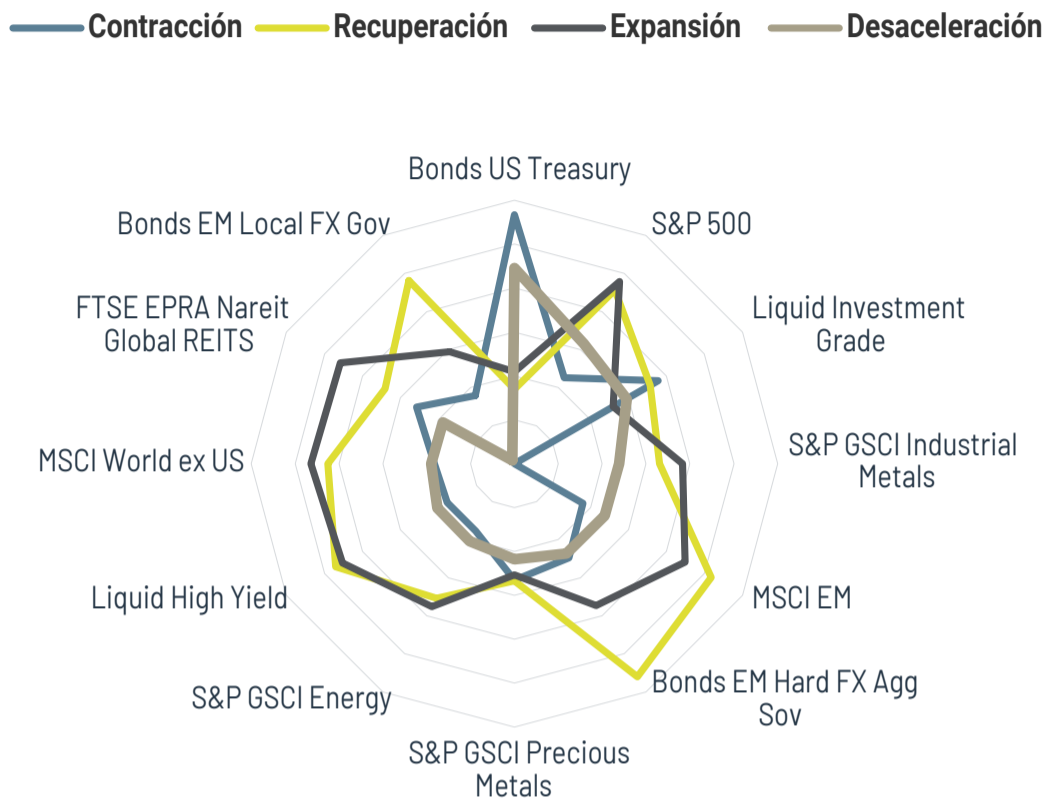 Contracción Recuperación Expansión Desaceleración
Bonds US Treasury
Bonds EM Local FX Gov
S&P 500
FTSE EPRA Nareit
Global REITS
Liquid Investment
Grade
MSCI World ex US
S&P GSCI Industrial
Metals
Liquid High Yield
MSCI EM
S&P GSCI Energy
Bonds EM Hard FX Agg
Sov
S&P GSCI Precious
Metals